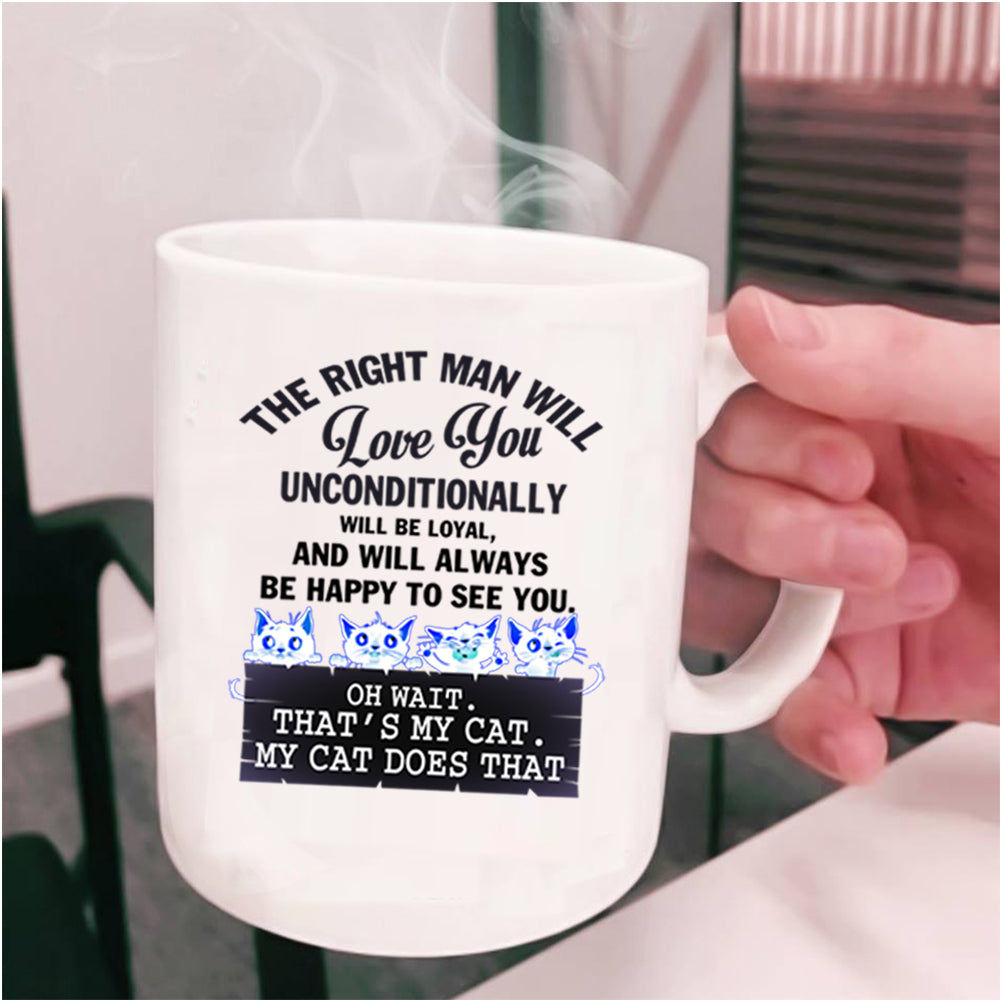 THE RIGHT MAN WILL
Love You
UNCONDITIONALLY
WILL BE LOYAL,
AND WILL ALWAYS
BE HAPPY TO SEE YOU.
OH WAIT.
THAT'S MY CAT.
MY CAT DOES THAT